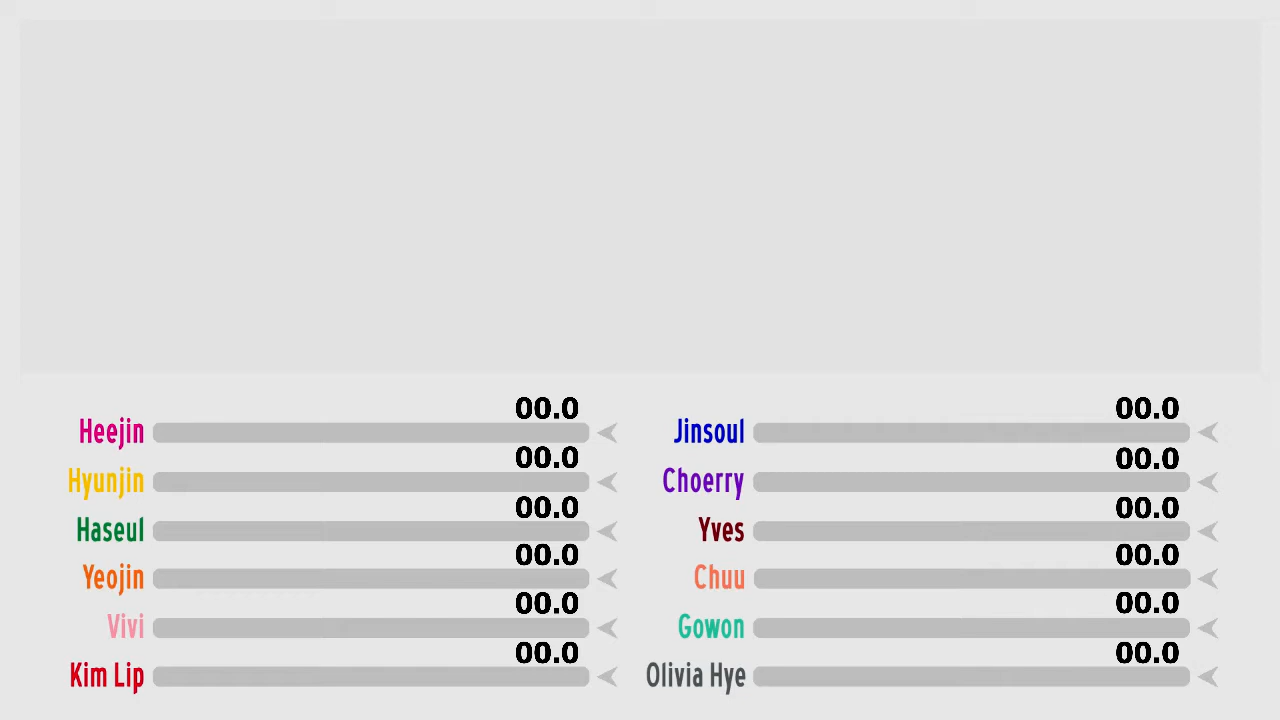 00.0
Heejin
00.0
Hyunjin
00.0
Haseul
00.0
Yeojin
00.0
Vivi
00.0
Kim Lip
00.0
Jinsoul
00.0
Choerry
00.0
Yves
00.0
Chuu
00.0
Gowon
00.0
Olivia Hye